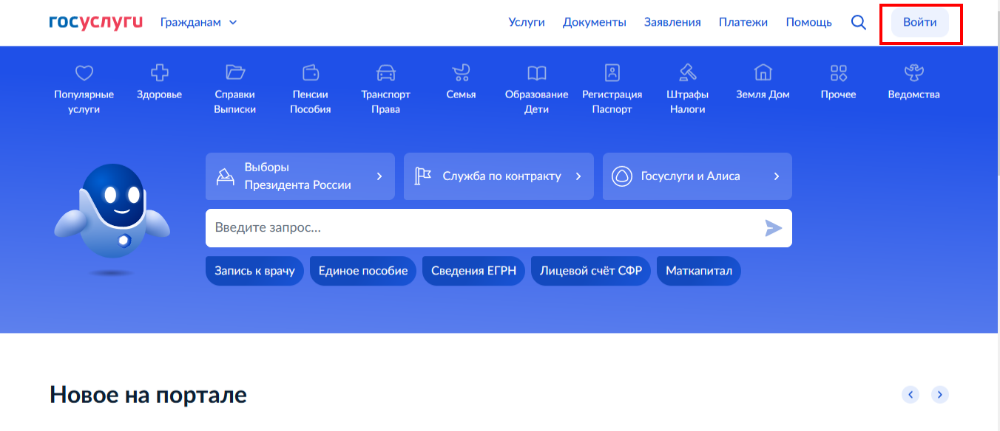 госуслуги Гражданам Услуги Документы Заявления Платежи Помощь Войти
Популярные услуги
Здоровье
Справки Выписки
Пенсии Пособия
Транспорт Права
Семья
Образование Дети
Регистрация Паспорт
Штрафы Налоги
Земля Дом
Прочее
Ведомства
Выборы
Президента России
Служба по контракту
Госуслуги и Алиса
Введите запрос...
Запись к врачу
Единое пособие
Сведения ЕГРН
Лицевой счёт СФР
Маткапитал
Новое на портале